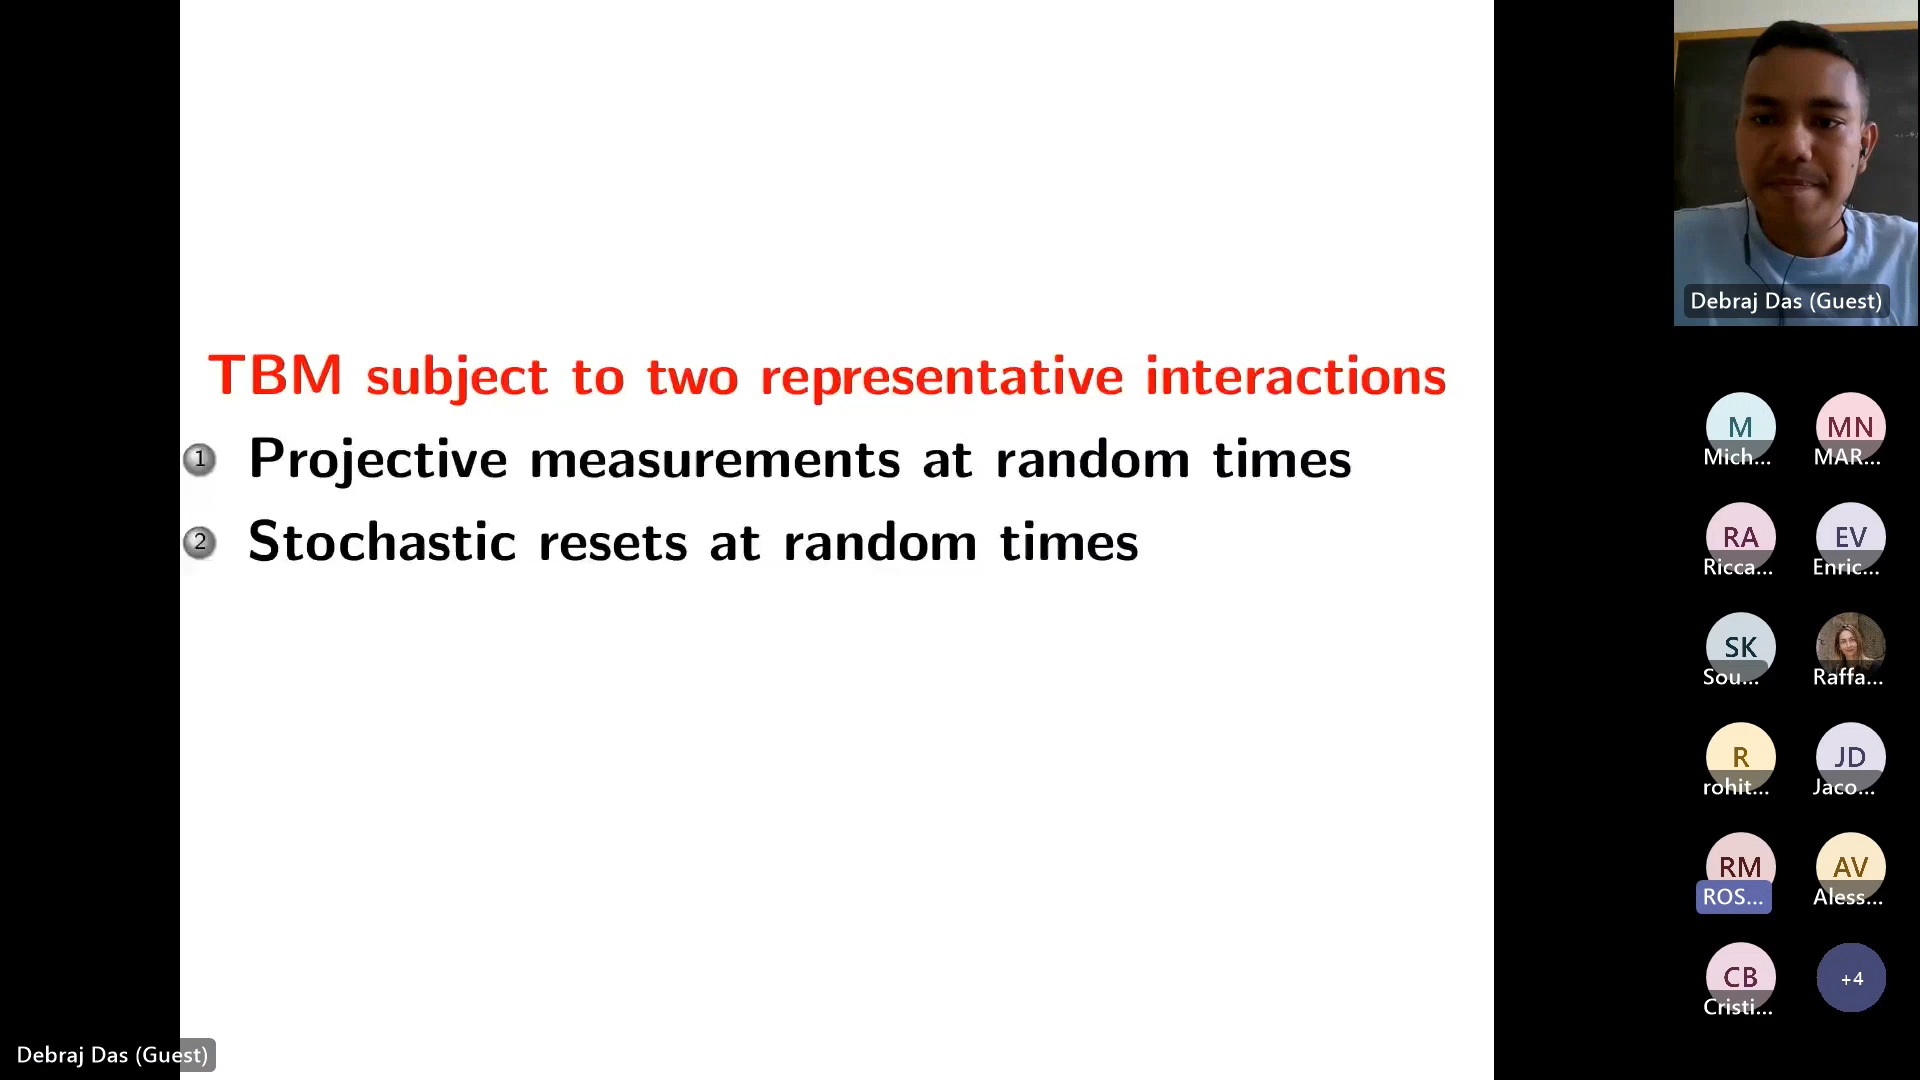 TBM subject to two representative interactions
1 Projective measurements at random times
2 Stochastic resets at random times
Debraj Das (Guest)
Debraj Das (Guest)
M
Mich...
MN
MAR...
RA
Ricca...
EV
Enric...
SK
Sou...
Raffa...
R
rohit...
JD
Jaco...
RM
ROS...
AV
Aless...
CB
Cristi...
+4